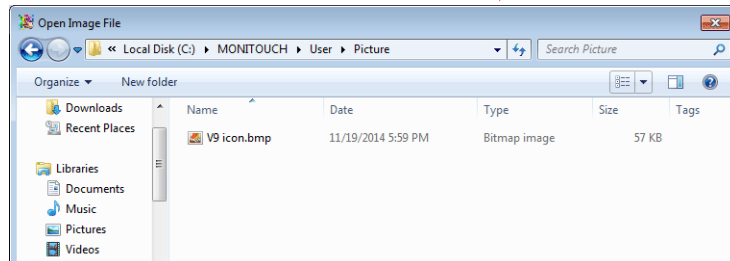 Open Image File
« Local Disk (C:) ▸ MONITOUCH ▸ User ▸ Picture
Search Picture
Organize
New folder
Downloads
Recent Places
Libraries
Documents
Music
Pictures
Videos
Name Date Type Size Tags
V9 icon.bmp 11/19/2014 5:59 PM Bitmap image 57 KB